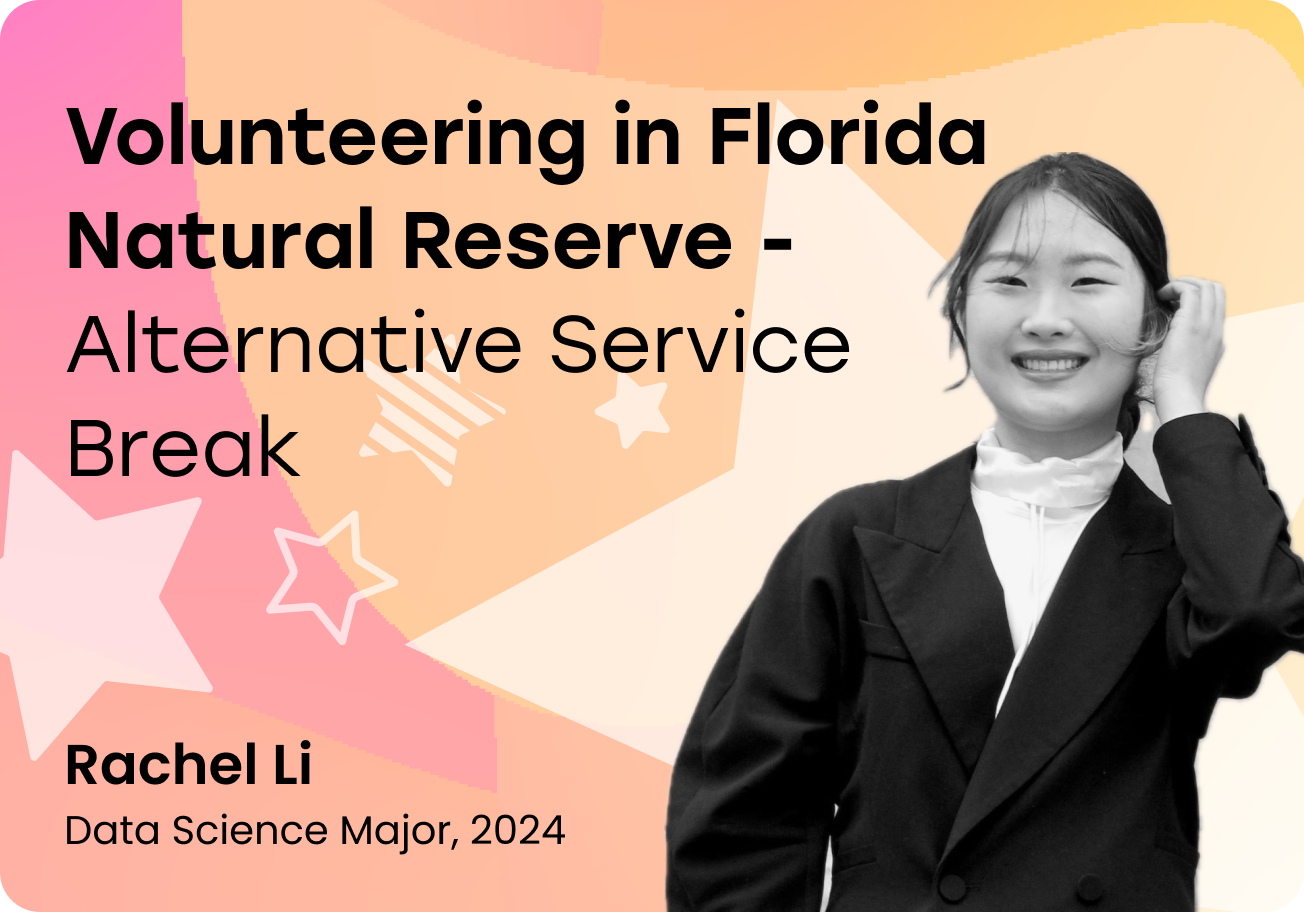 Volunteering in Florida
Natural Reserve -
Alternative Service
Break
Rachel Li
Data Science Major, 2024